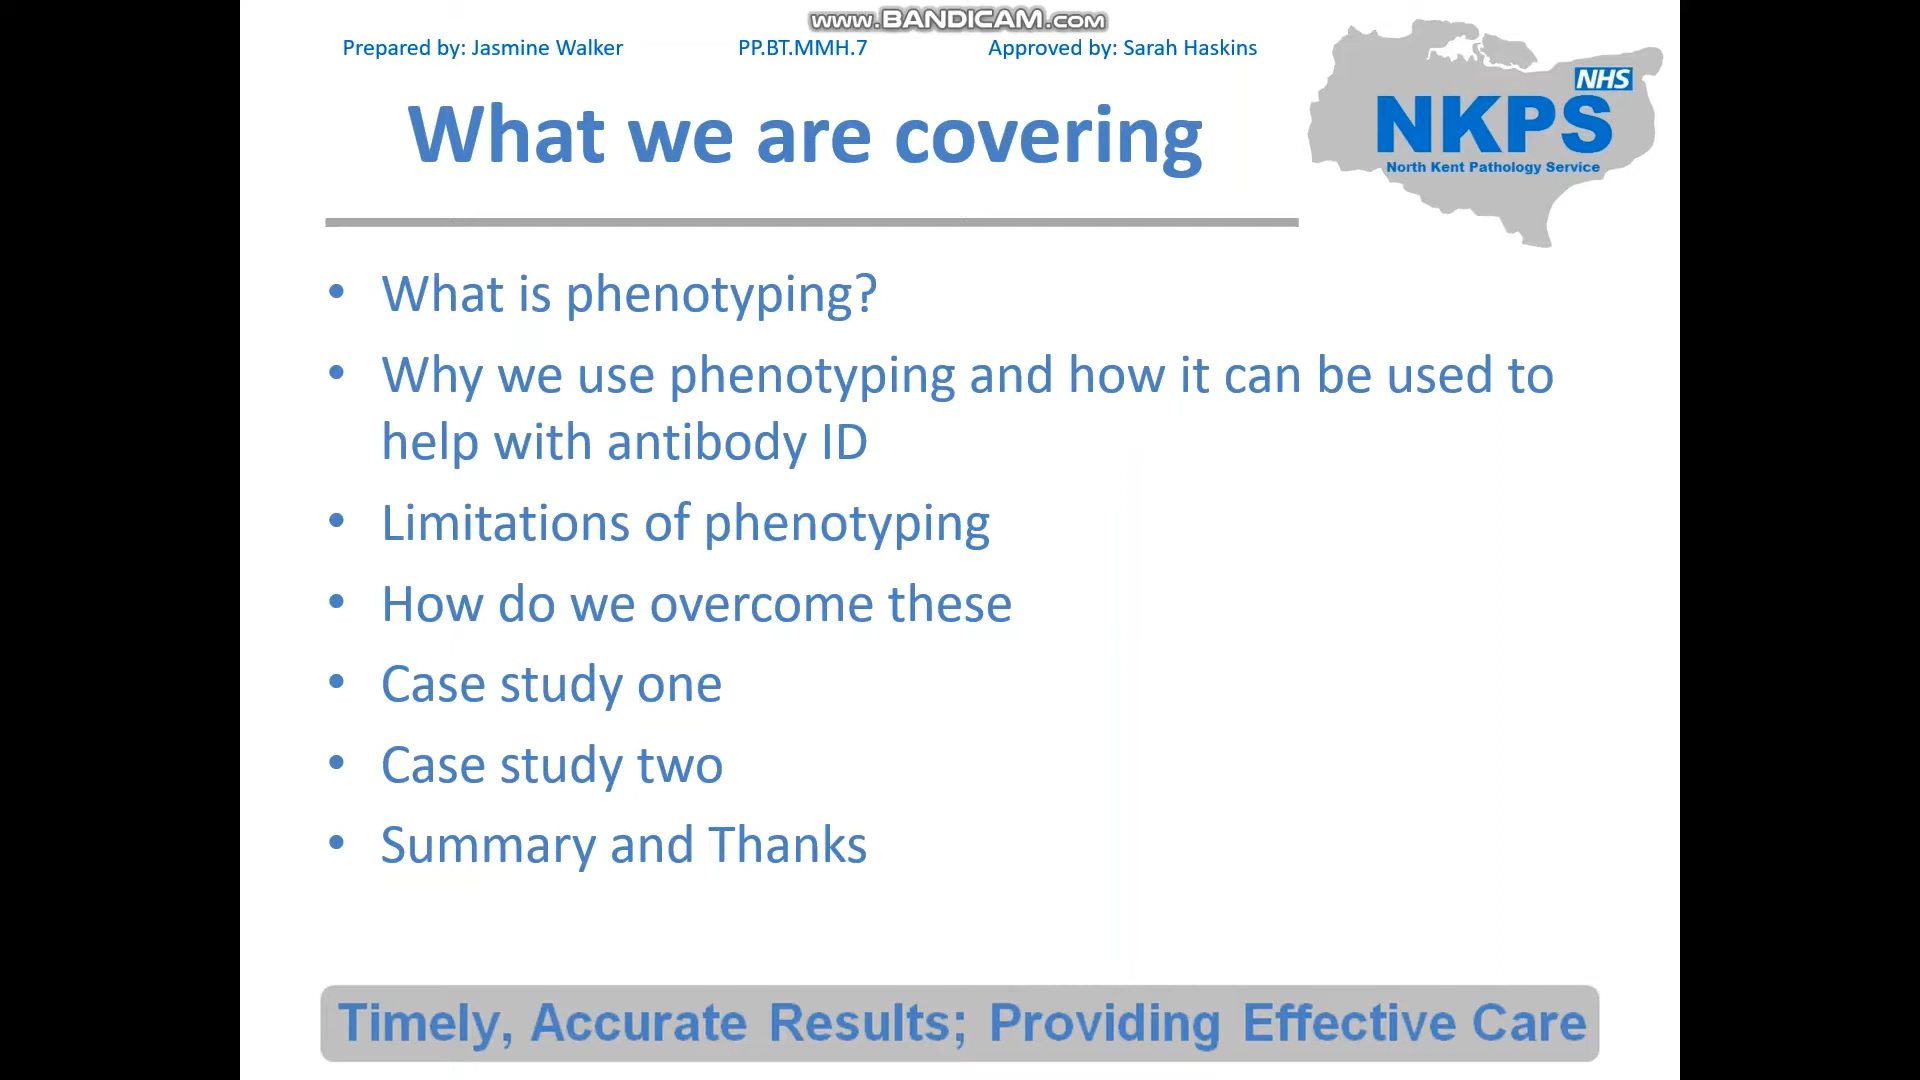 www.BANDICAM.com
Prepared by: Jasmine Walker PP.BT.MMH.7 Approved by: Sarah Haskins
NHS
NKPS
North Kent Pathology Service
What we are covering
• What is phenotyping?
• Why we use phenotyping and how it can be used to
help with antibody ID
• Limitations of phenotyping
• How do we overcome these
• Case study one
• Case study two
• Summary and Thanks
Timely, Accurate Results; Providing Effective Care